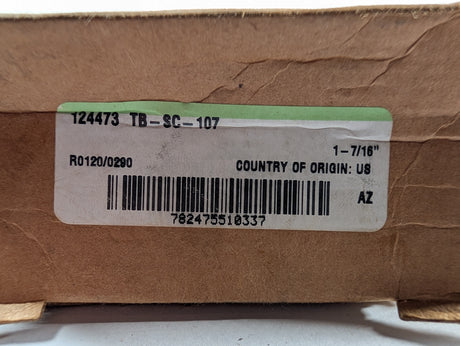 124473 TB-SC-107
1-7/16"
R0120/0290
COUNTRY OF ORIGIN: US
AZ
782475510337